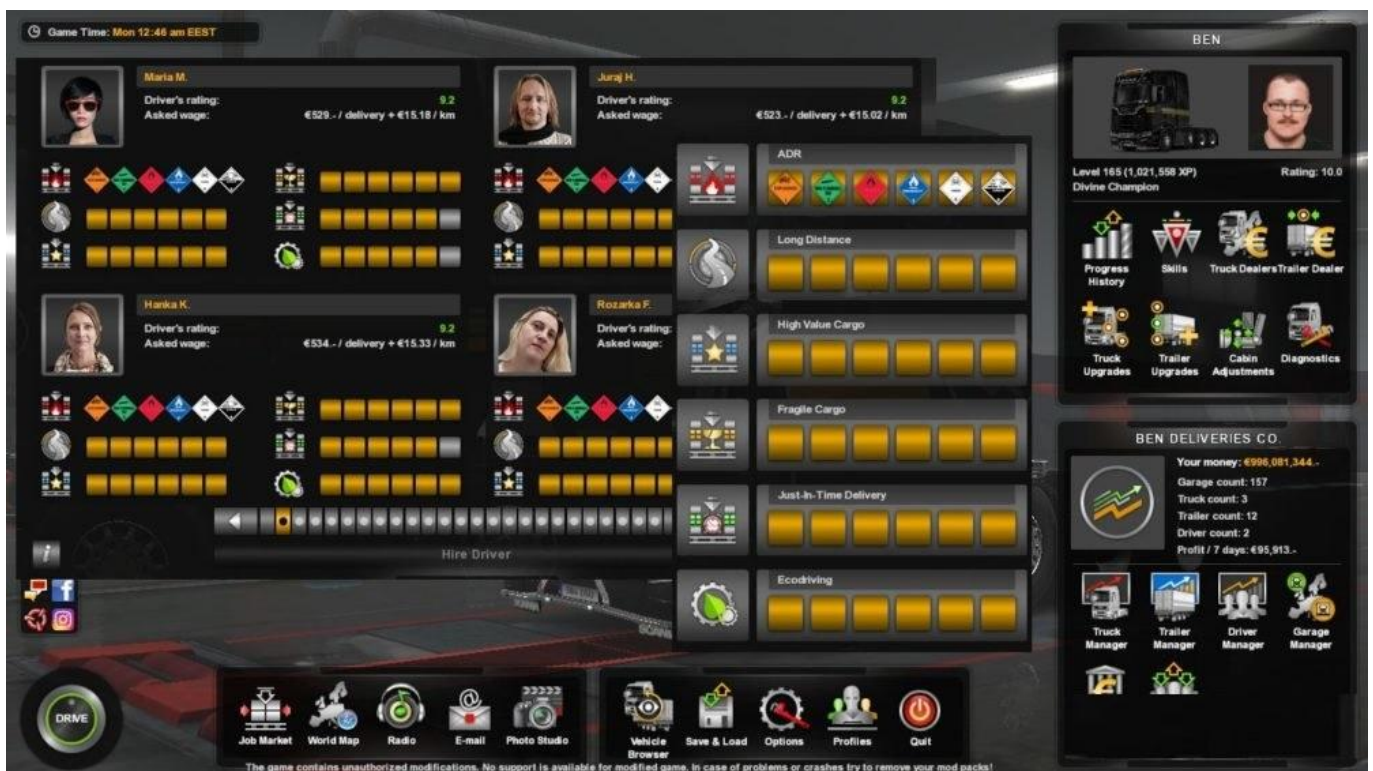 Game Time: Mon 12:46 am EEST
Maria M.
Driver's rating: 9.2
Asked wage: €529.- / delivery + €15.18 / km
Juraj H.
Driver's rating: 9.2
Asked wage: €523.- / delivery + €15.02 / km
Hanka K.
Driver's rating: 9.2
Asked wage: €534.- / delivery + €15.33 / km
Rozarka F.
Driver's rating:
Asked wage:
Hire Driver
ADR
Long Distance
High Value Cargo
Fragile Cargo
Just-In-Time Delivery
Ecodriving
BEN
Level 165 (1,021,558 XP)
Rating: 10.0
Divine Champion
Progress History
Skills
Truck Dealers
Trailer Dealer
Truck Upgrades
Trailer Upgrades
Cabin Adjustments
Diagnostics
BEN DELIVERIES CO.
Your money: €996,081,344.-
Garage count: 157
Truck count: 3
Trailer count: 12
Driver count: 2
Profit / 7 days: €95,913.-
Truck Manager
Trailer Manager
Driver Manager
Garage Manager
DRIVE
Job Market
World Map
Radio
E-mail
Photo Studio
Vehicle Browser
Save & Load
Options
Profiles
Quit
The game contains unauthorized modifications. No support is available for modified game. In case of problems or crashes try to remove your mod packs!